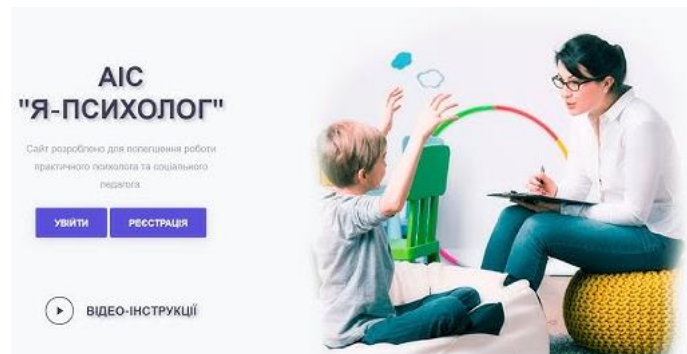 АІС
"Я-ПСИХОЛОГ"
Сайт розроблено для полегшення роботи
практичного психолога та соціального
педагога
УВІЙТИ РЕЄСТРАЦІЯ
ВІДЕО-ІНСТРУКЦІЇ